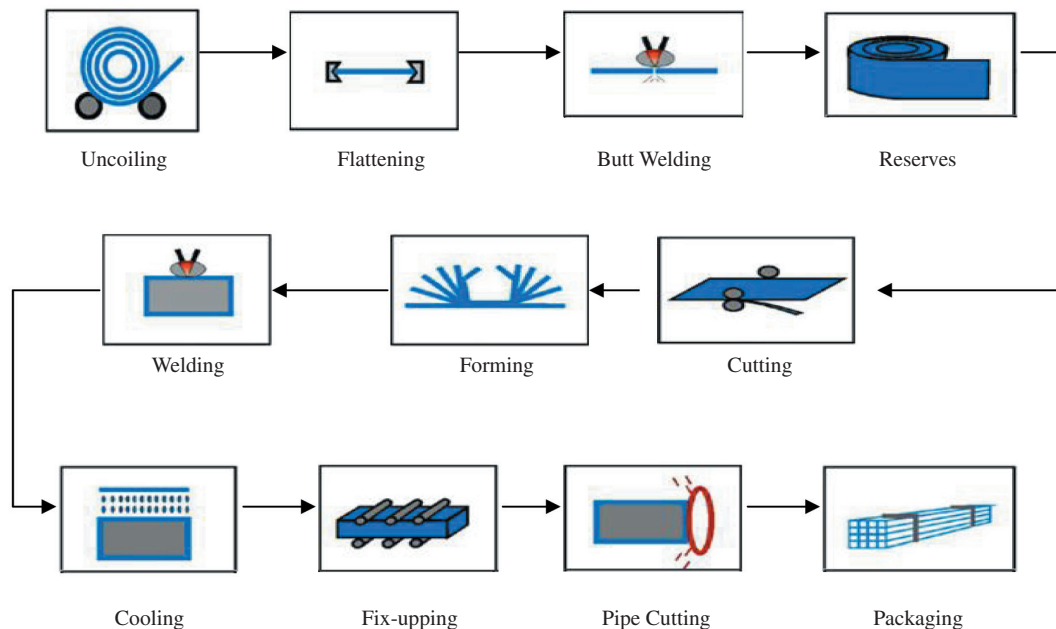 Uncoiling
Flattening
Butt Welding
Reserves
Welding
Forming
Cutting
Cooling
Fix-upping
Pipe Cutting
Packaging